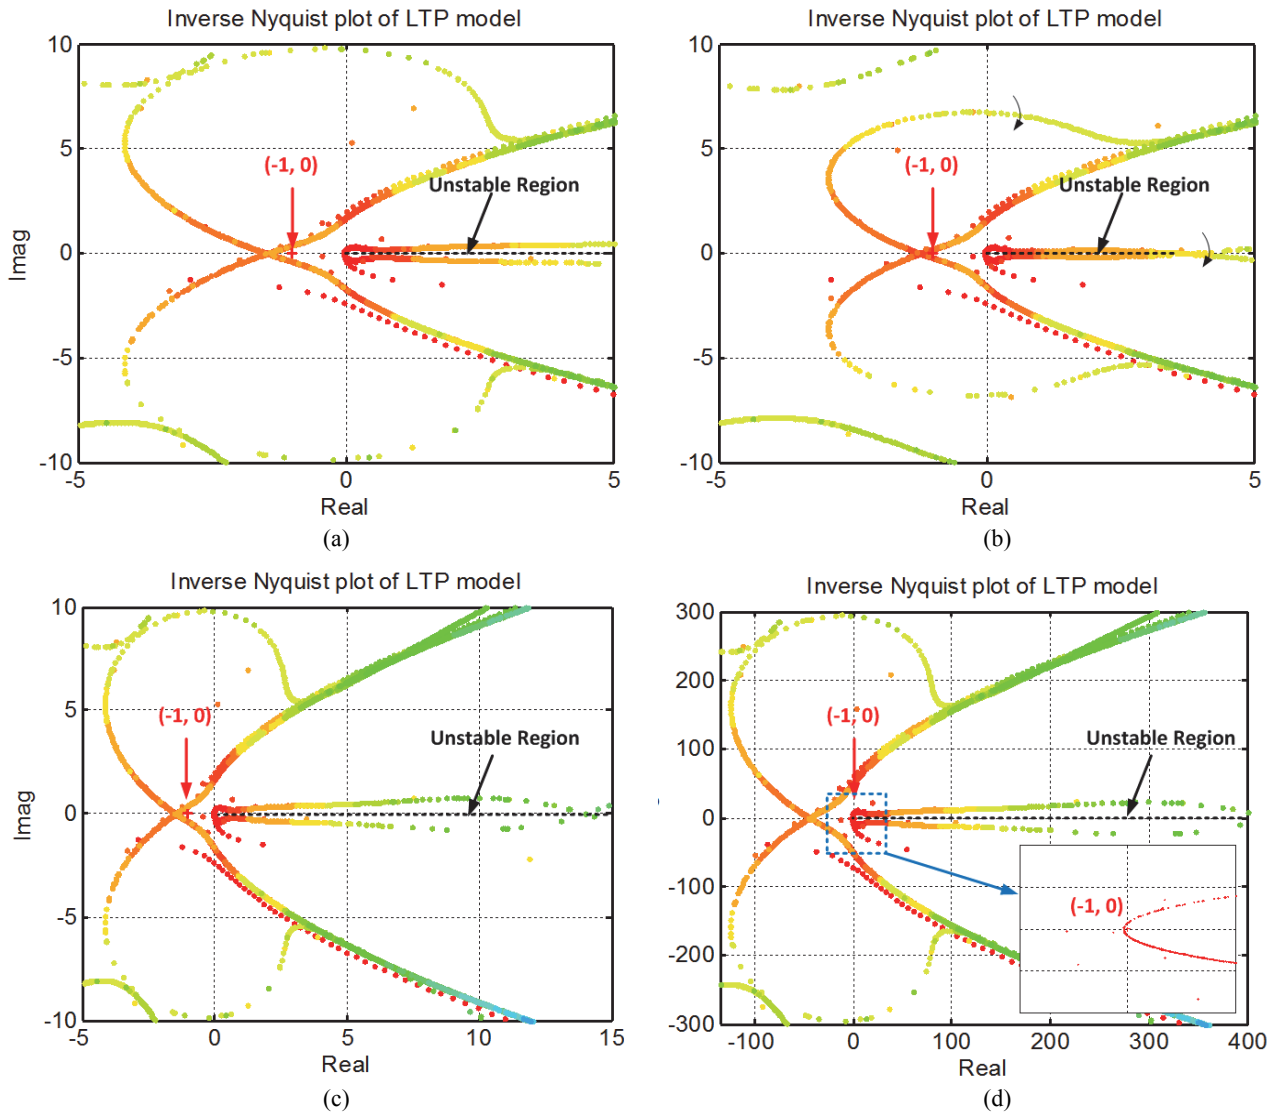 Inverse Nyquist plot of LTP model
10
5
0
-5
-10
-5
0
5
Imag
Real
(-1, 0)
Unstable Region
(a)
Inverse Nyquist plot of LTP model
10
5
0
-5
-10
-5
0
5
Real
(-1, 0)
Unstable Region
(b)
Inverse Nyquist plot of LTP model
10
5
0
-5
-10
-5
0
5
10
15
Imag
Real
(-1, 0)
Unstable Region
(c)
Inverse Nyquist plot of LTP model
300
200
100
0
-100
-200
-300
-100
0
100
200
300
400
Real
(-1, 0)
Unstable Region
(-1, 0)
(d)